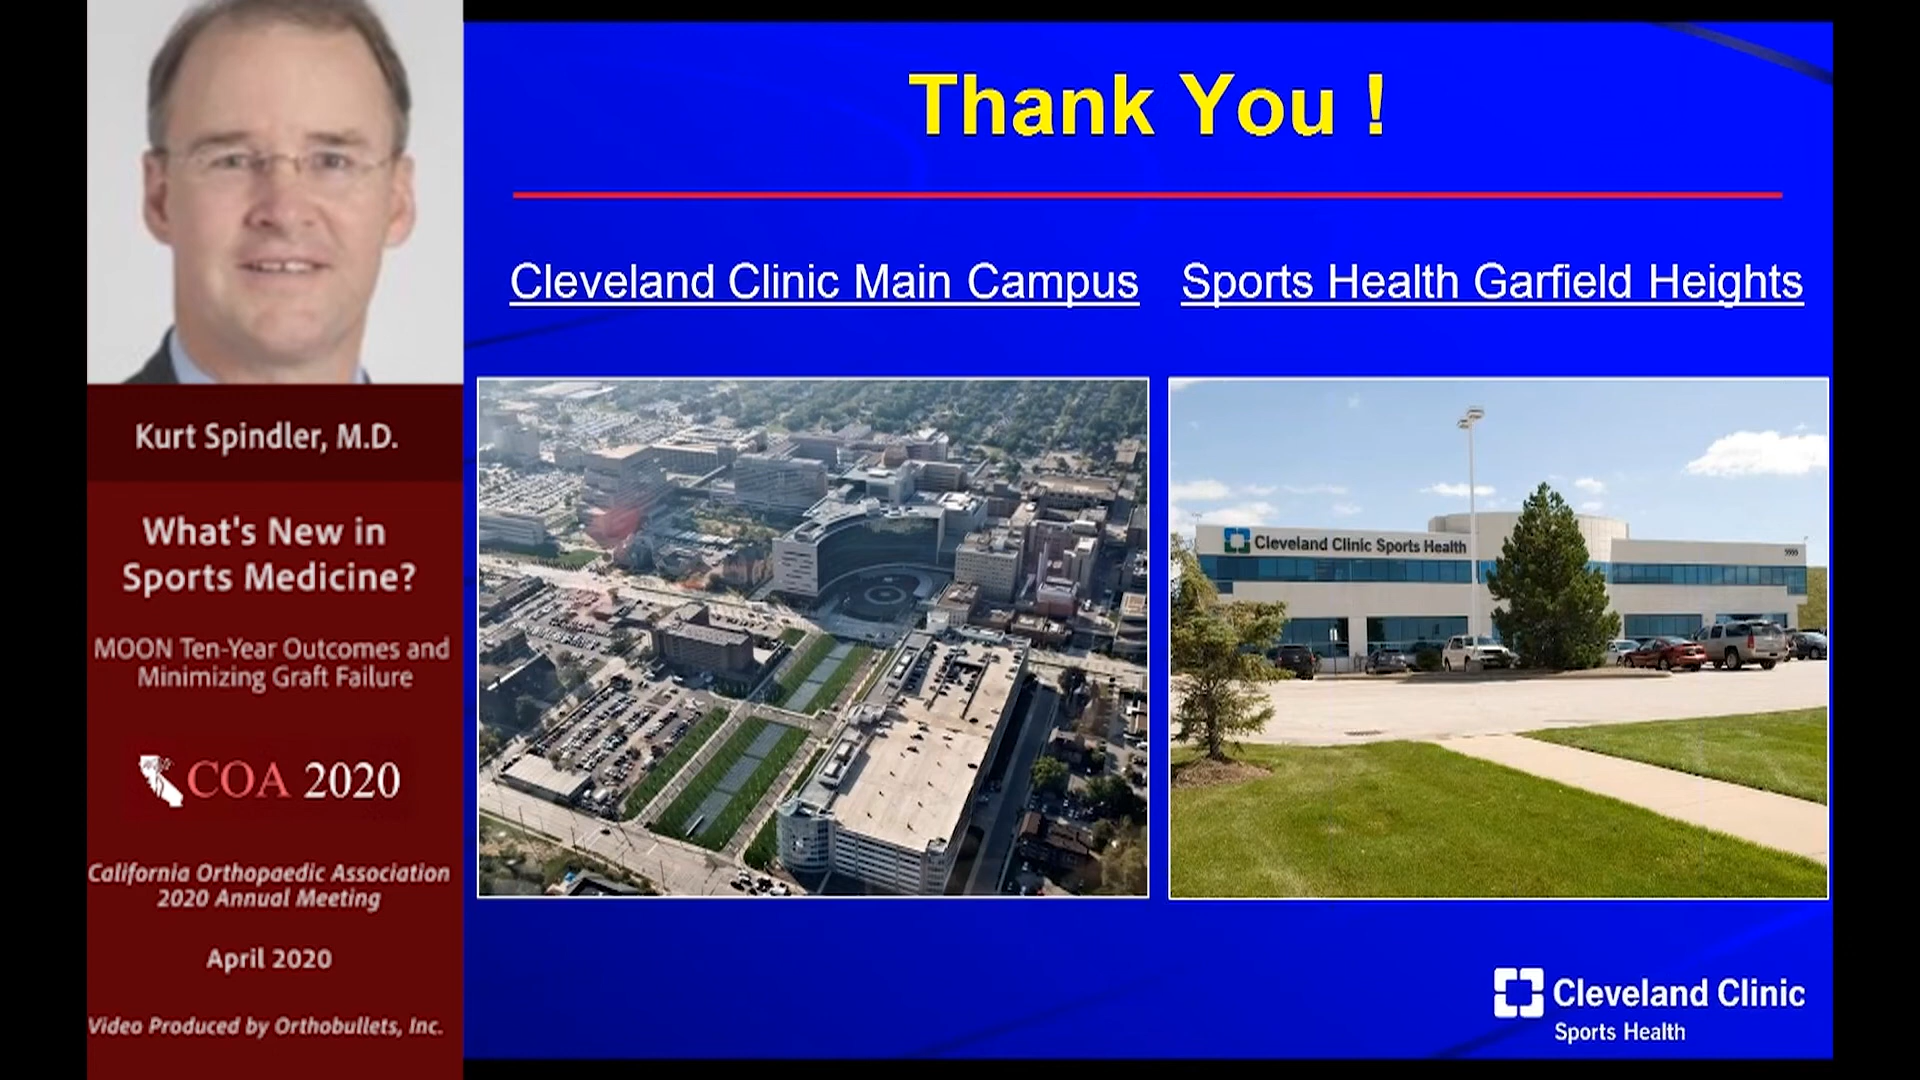 Kurt Spindler, M.D.
What's New in
Sports Medicine?
MOON Ten-Year Outcomes and
Minimizing Graft Failure
COA 2020
California Orthopaedic Association
2020 Annual Meeting
April 2020
Video Produced by Orthobullets, Inc.
Thank You !
Cleveland Clinic Main Campus
Sports Health Garfield Heights
Cleveland Clinic Sports Health
Cleveland Clinic
Sports Health